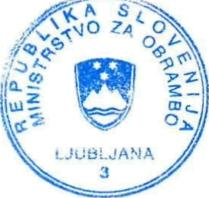 REPUBLIKA SLOVENIJA
MINISTRSTVO ZA OBRAMBO
LJUBLJANA
3